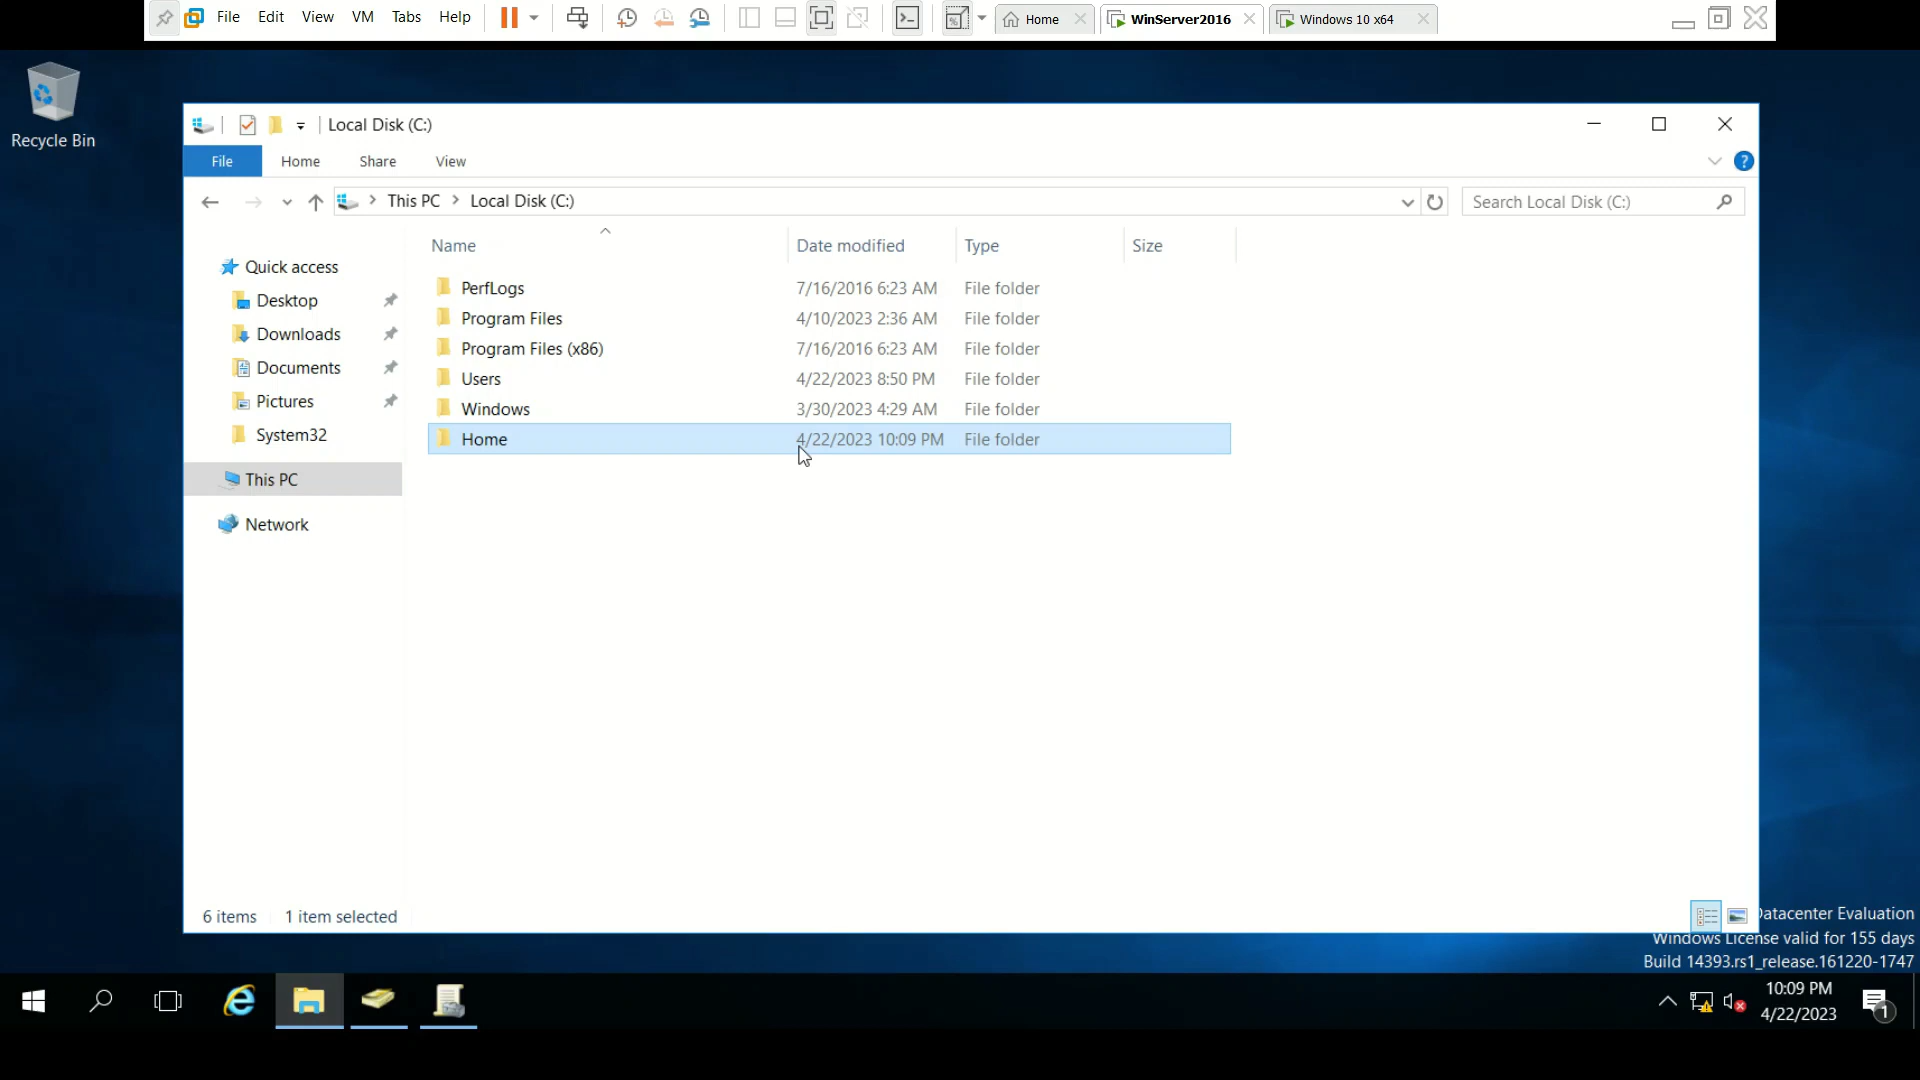 File Edit View VM Tabs Help Home WinServer2016 Windows 10 x64
Recycle Bin
Local Disk (C:)
File Home Share View
This PC Local Disk (C:) Search Local Disk (C:)
Name Date modified Type Size
Quick access
Desktop
Downloads
Documents
Pictures
System32
This PC
Network
PerfLogs 7/16/2016 6:23 AM File folder
Program Files 4/10/2023 2:36 AM File folder
Program Files (x86) 7/16/2016 6:23 AM File folder
Users 4/22/2023 8:50 PM File folder
Windows 3/30/2023 4:29 AM File folder
Home 4/22/2023 10:09 PM File folder
6 items 1 item selected
Datacenter Evaluation
Windows License valid for 155 days
Build 14393.rs1_release.161220-1747
10:09 PM
4/22/2023
1